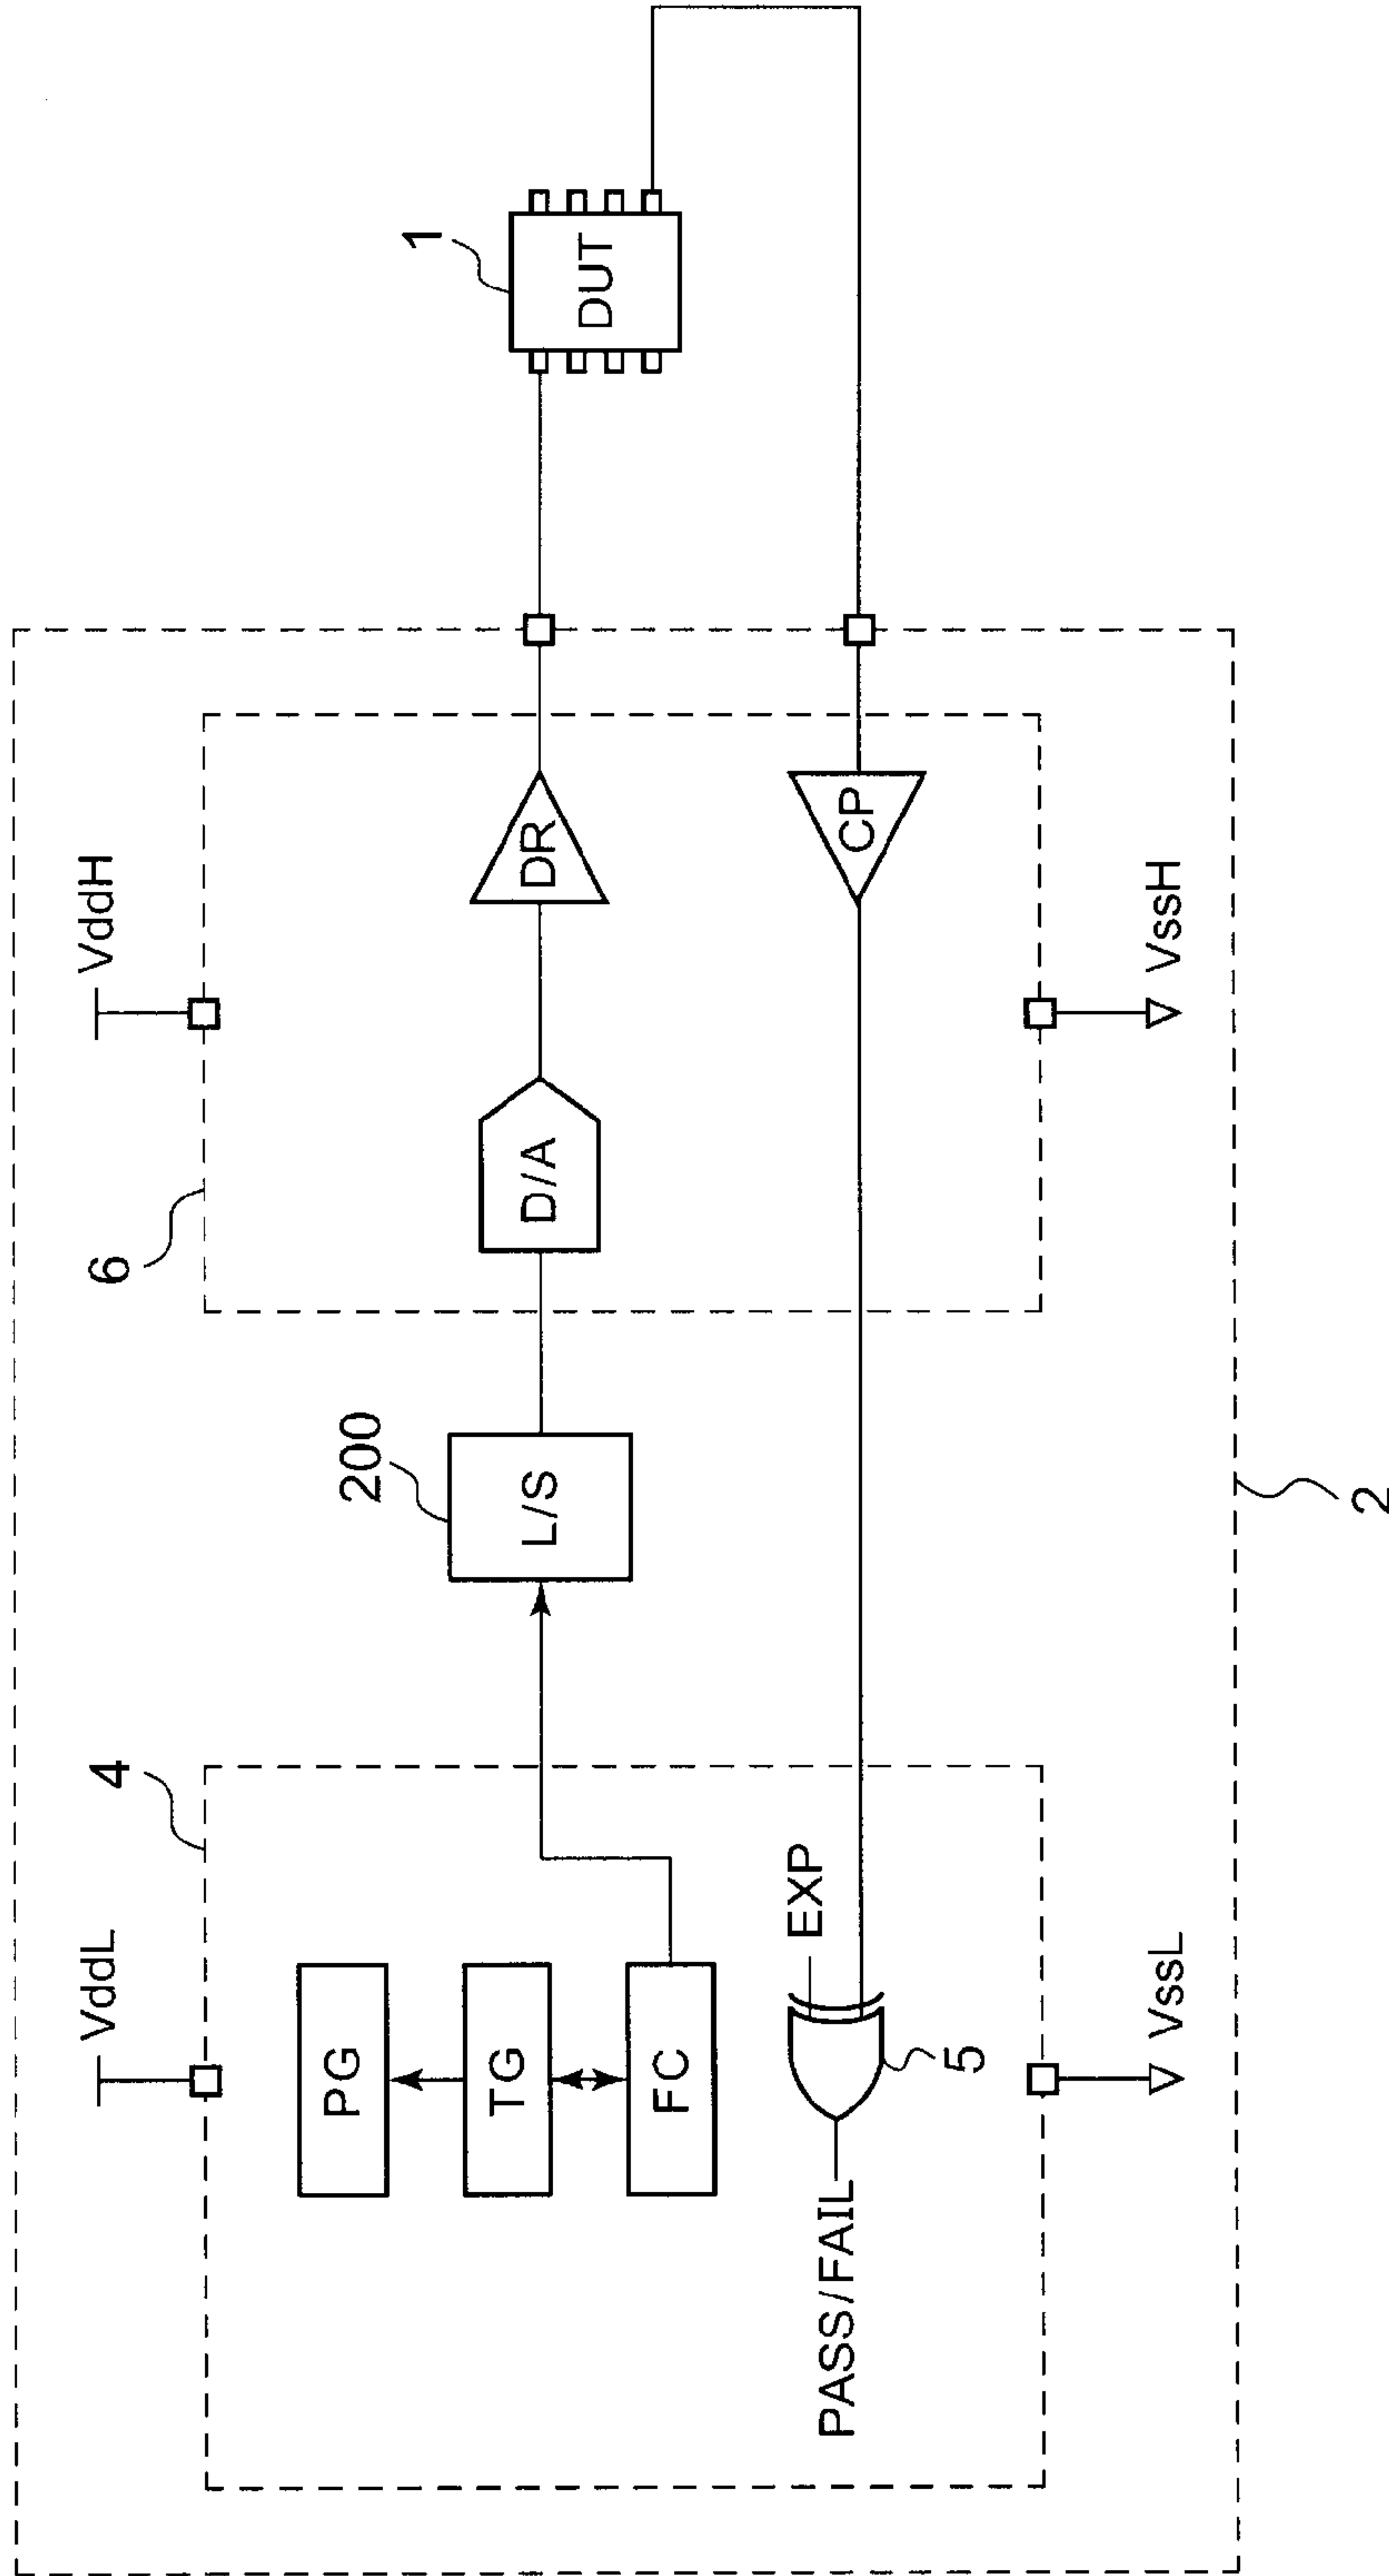 VddL
VddH
4
6
200
1
PG
TG
FC
L/S
D/A
DR
DUT
EXP
CP
PASS/FAIL
5
VssL
VssH
2